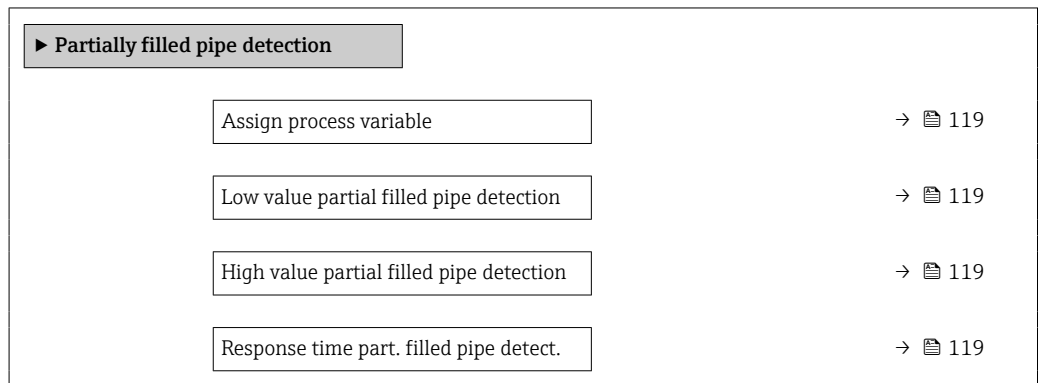 ▶ Partially filled pipe detection
Assign process variable → 119
Low value partial filled pipe detection → 119
High value partial filled pipe detection → 119
Response time part. filled pipe detect. → 119